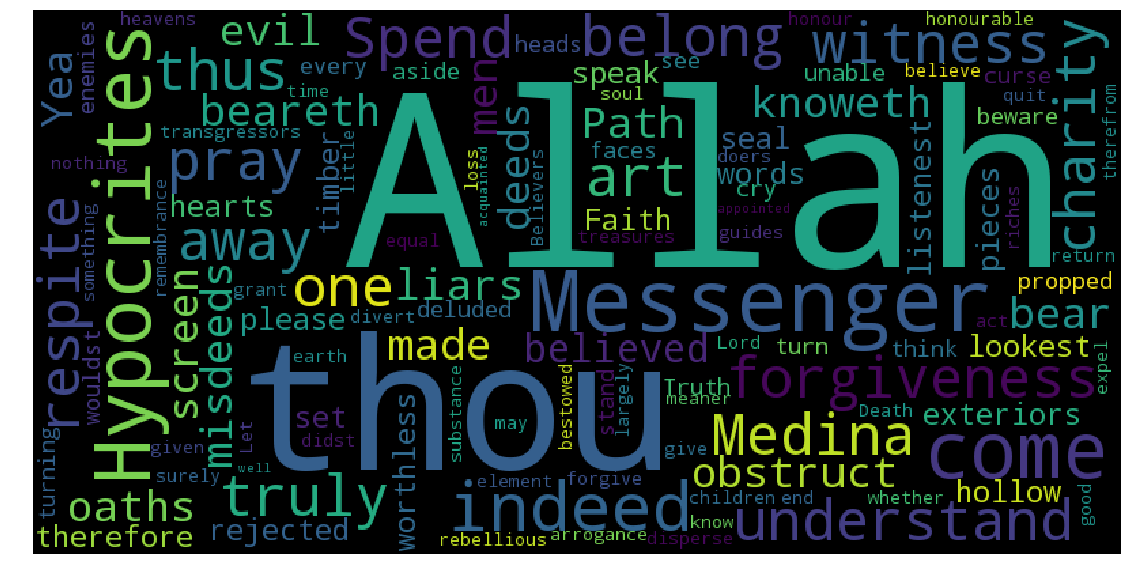 heavens
enemies
Yea
nothing
Hypocrites
evil
thus
every
time
beareth
transgressors
pray
hearts
away
timber
little
Spend
heads
belong
aside
men
loss
acquainted
speak
soul
see
Path
faces
art
Faith
deeds
Believers
equal
treasures
Allah
witness
honour
honourable
unable
believe
curse
knoweth
quit
beware
seal
doers
words
cry
appointed
guides
listenest
pieces
riches
charity
therefrom
return
respite
something
wouldst
remembrance
screen
misdeeds
grant
one
liars
please
divert
deluded
made
Messenger
propped
act
bear
believed
Lord
turn
think
lookest
expel
earth
thou
substance
may
bestowed
largely
stand
Truth
meaner
forgiveness
Death
exteriors
set
didst
Let
given
turning
surely
well
worthless
Medina
give
obstruct
come
oaths
truly
element
forgive
indeed
children
end
whether
hollow
good
therefore
rejected
rebellious
arrogance
know
disperse
understand